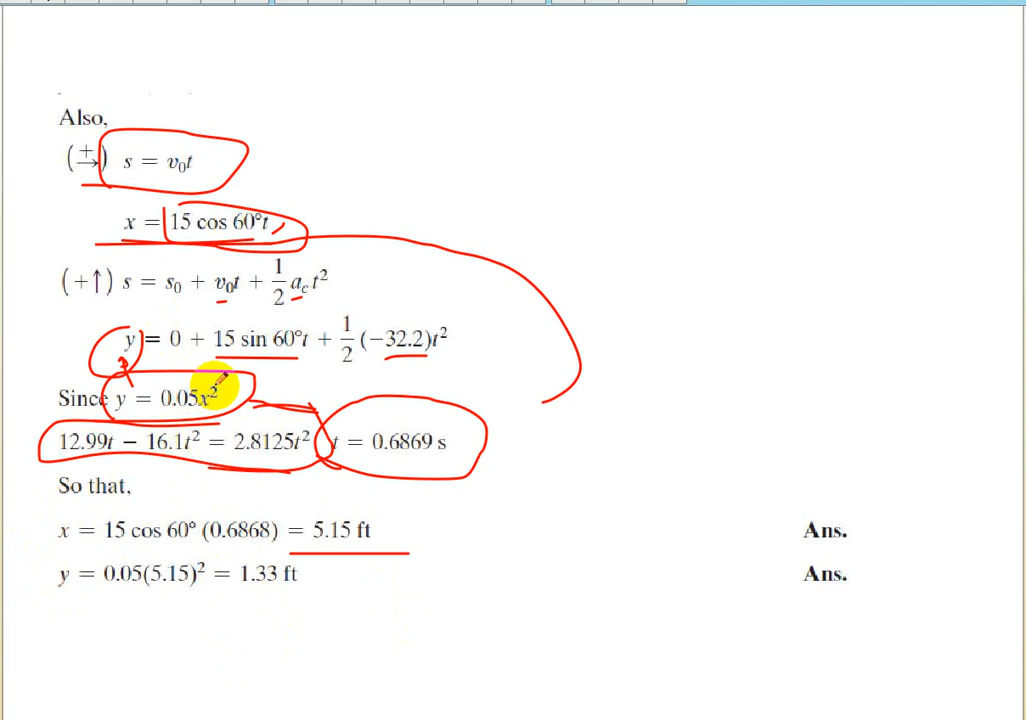 Also,
(→⁺) s = v₀t
x = 15 cos 60°t
(+↑) s = s₀ + v₀t + 1/2 a_c t²
y = 0 + 15 sin 60°t + 1/2 (−32.2)t²
Since y = 0.05x²
12.99t − 16.1t² = 2.8125t² t = 0.6869 s
So that,
x = 15 cos 60° (0.6868) = 5.15 ft Ans.
y = 0.05(5.15)² = 1.33 ft Ans.